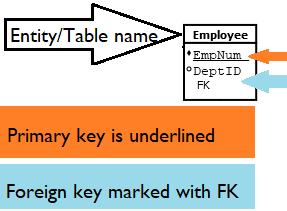 Employee
Entity/Table name
EmpNum
DeptID
FK
Primary key is underlined
Foreign key marked with FK